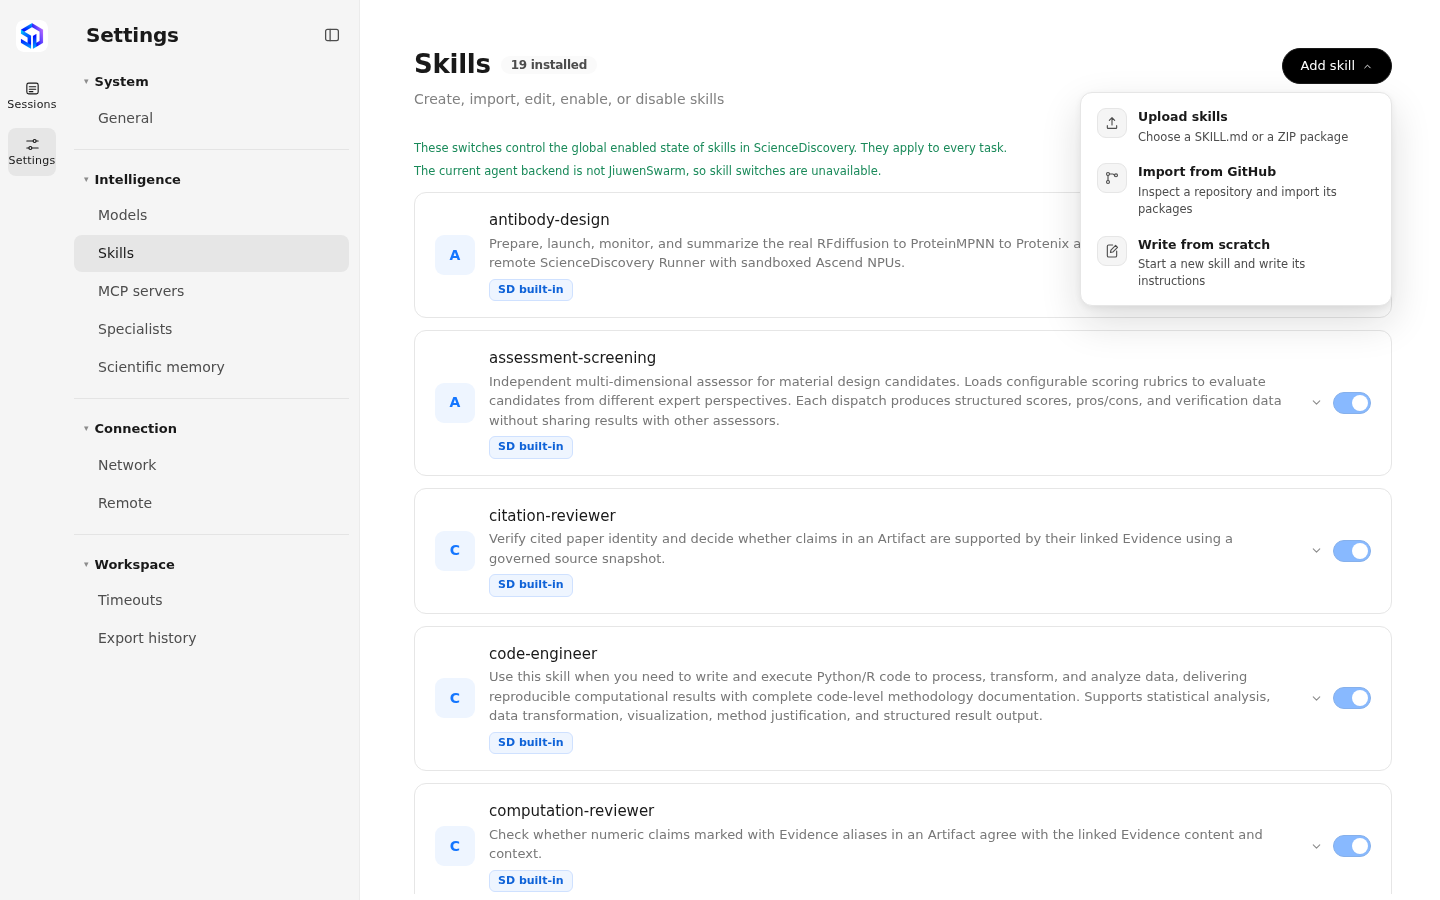 Settings
Sessions
Settings
System
General
Intelligence
Models
Skills
MCP servers
Specialists
Scientific memory
Connection
Network
Remote
Workspace
Timeouts
Export history
Skills
19 installed
Add skill
Create, import, edit, enable, or disable skills
Upload skills
Choose a SKILL.md or a ZIP package
Import from GitHub
Inspect a repository and import its
packages
Write from scratch
Start a new skill and write its
instructions
These switches control the global enabled state of skills in ScienceDiscovery. They apply to every task.
The current agent backend is not JiuwenSwarm, so skill switches are unavailable.
A
antibody-design
Prepare, launch, monitor, and summarize the real RFdiffusion to ProteinMPNN to Protenix
remote ScienceDiscovery Runner with sandboxed Ascend NPUs.
SD built-in
A
assessment-screening
Independent multi-dimensional assessor for material design candidates. Loads configurable scoring rubrics to evaluate
candidates from different expert perspectives. Each dispatch produces structured scores, pros/cons, and verification data
without sharing results with other assessors.
SD built-in
C
citation-reviewer
Verify cited paper identity and decide whether claims in an Artifact are supported by their linked Evidence using a
governed source snapshot.
SD built-in
C
code-engineer
Use this skill when you need to write and execute Python/R code to process, transform, and analyze data, delivering
reproducible computational results with complete code-level methodology documentation. Supports statistical analysis,
data transformation, visualization, method justification, and structured result output.
SD built-in
C
computation-reviewer
Check whether numeric claims marked with Evidence aliases in an Artifact agree with the linked Evidence content and
context.
SD built-in